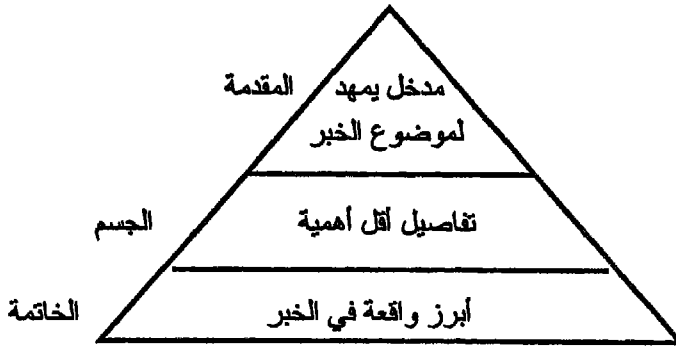 المقدمة
مدخل يمهد
لموضوع الخبر
الجسم
تفاصيل أقل أهمية
الخاتمة
أبرز واقعة في الخبر